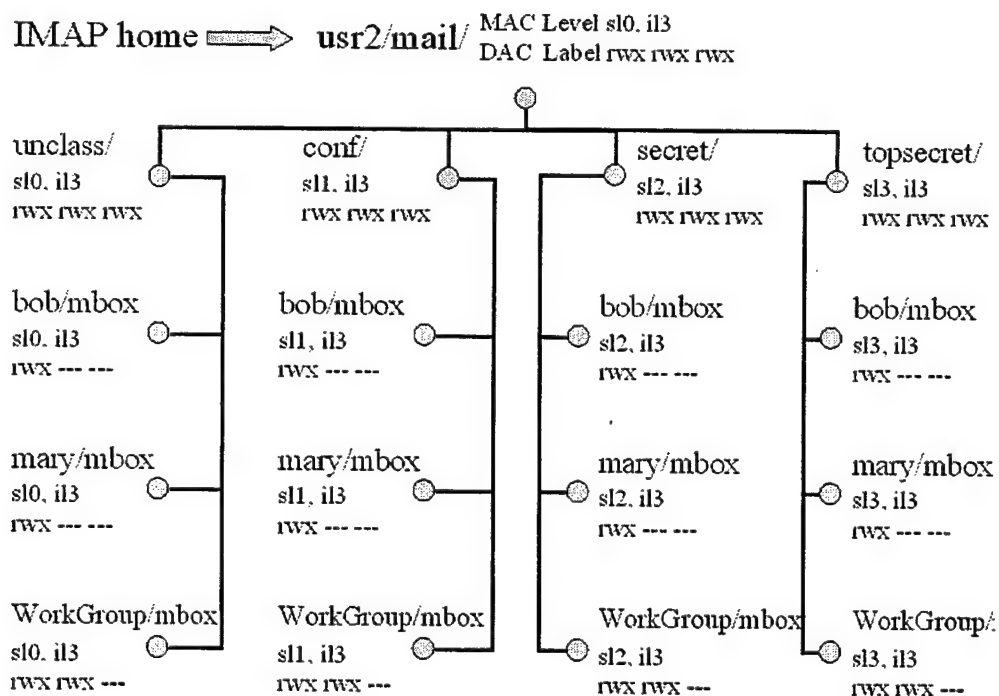 IMAP home usr2/mail/ MAC Level sl0. il3
DAC Label rwx rwx rwx
unclass/
sl0. il3
rwx rwx rwx
bob/mbox
sl0. il3
rwx --- ---
mary/mbox
sl0, il3
rwx --- ---
WorkGroup/mbox
sl0. il3
rwx rwx ---
conf/
sl1, il3
rwx rwx rwx
bob/mbox
sl1, il3
rwx --- ---
mary/mbox
sl1, il3
rwx --- ---
WorkGroup/mbox
sl1, il3
rwx rwx ---
secret/
sl2, il3
rwx rwx rwx
bob/mbox
sl2, il3
rwx --- ---
mary/mbox
sl2, il3
rwx --- ---
WorkGroup/mbox
sl2, il3
rwx rwx ---
topsecret/
sl3, il3
rwx rwx rwx
bob/mbox
sl3, il3
rwx --- ---
mary/mbox
sl3, il3
rwx --- ---
WorkGroup/
sl3, il3
rwx rwx ---